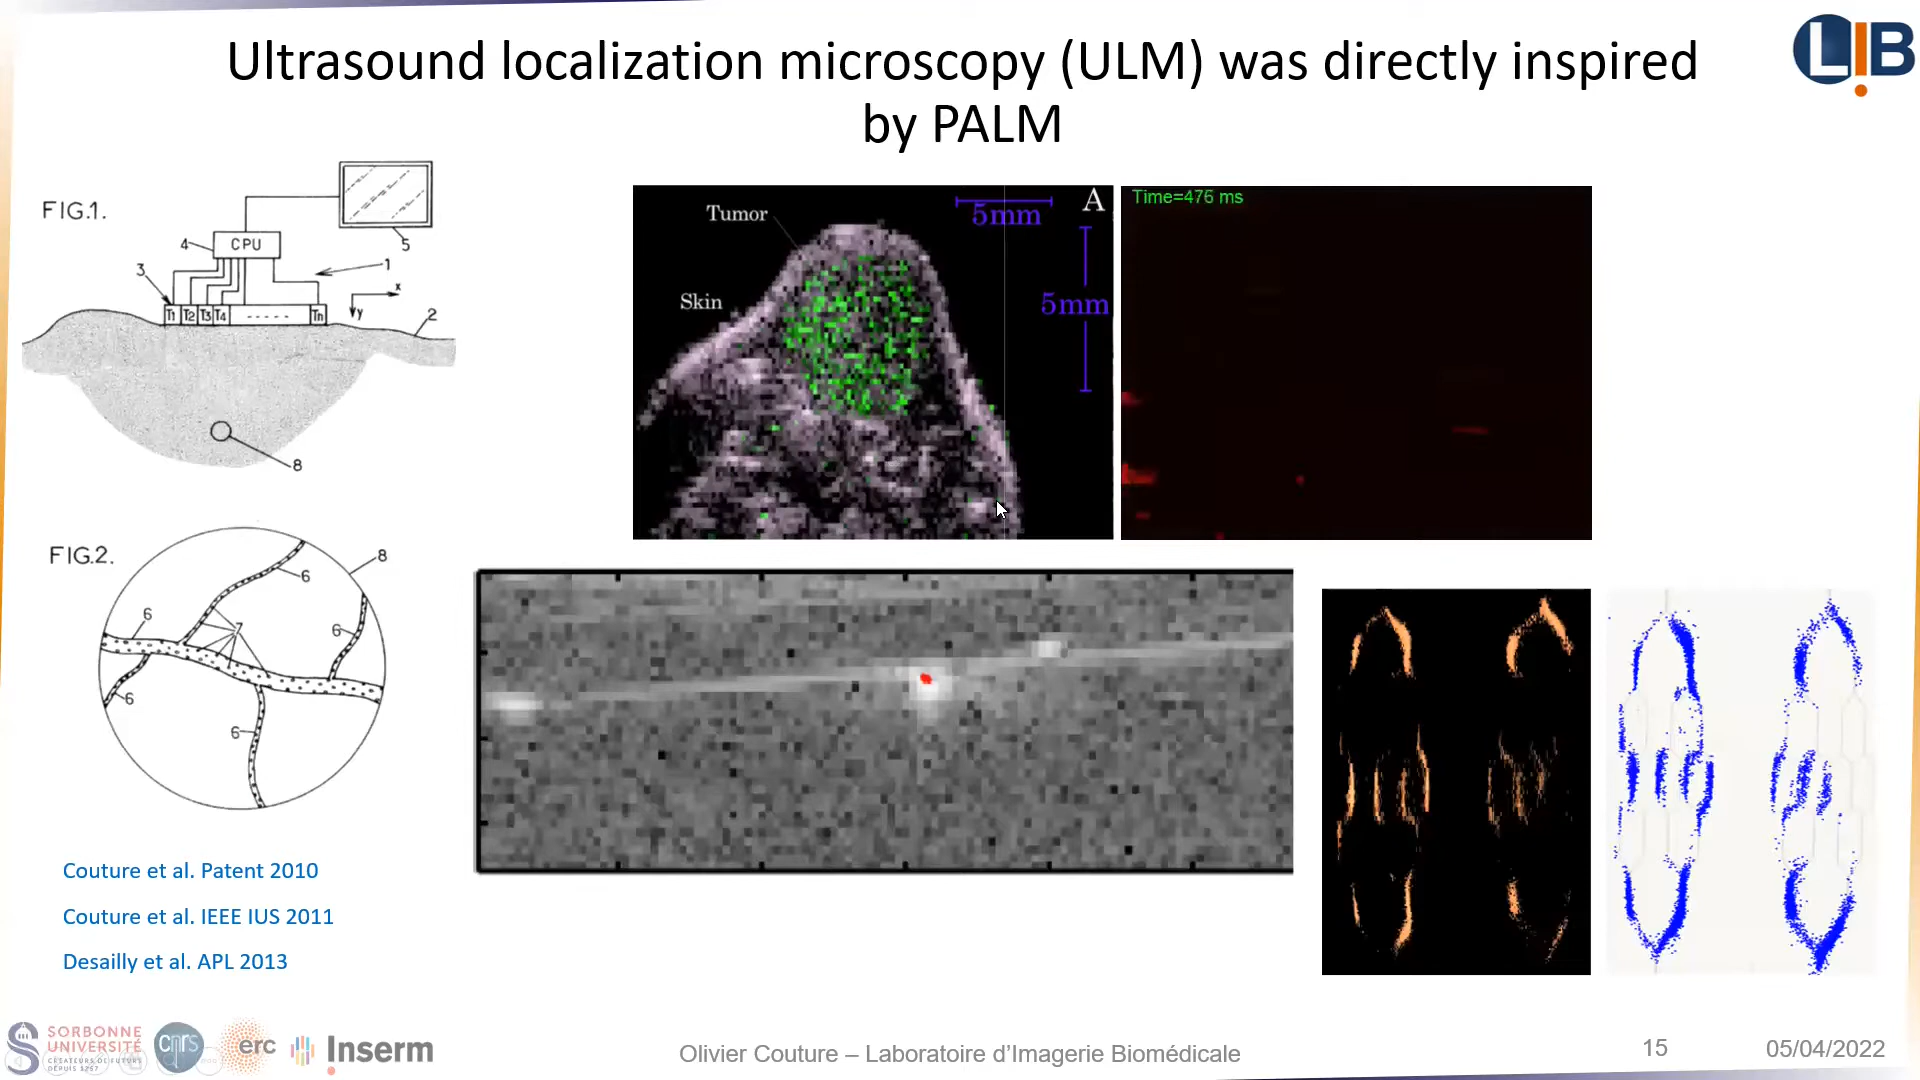 Ultrasound localization microscopy (ULM) was directly inspired
by PALM
LIB
FIG.1.
4
CPU
5
3
1
x
T1 T2 T3 T4 ----- Tn
y
2
8
FIG.2.
8
6
6
7
6
6
6
Tumor
5mm
A
Skin
5mm
Time=476 ms
Couture et al. Patent 2010
Couture et al. IEEE IUS 2011
Desailly et al. APL 2013
SORBONNE
UNIVERSITÉ
CRÉATEURS DE FUTURS
DEPUIS 1257
cnrs
erc
Inserm
Olivier Couture – Laboratoire d'Imagerie Biomédicale
15
05/04/2022